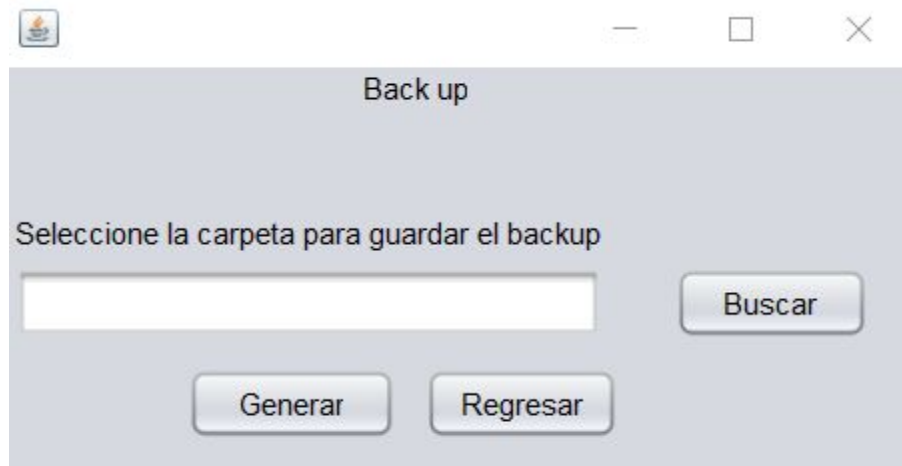 Back up
Seleccione la carpeta para guardar el backup
Buscar
Generar Regresar